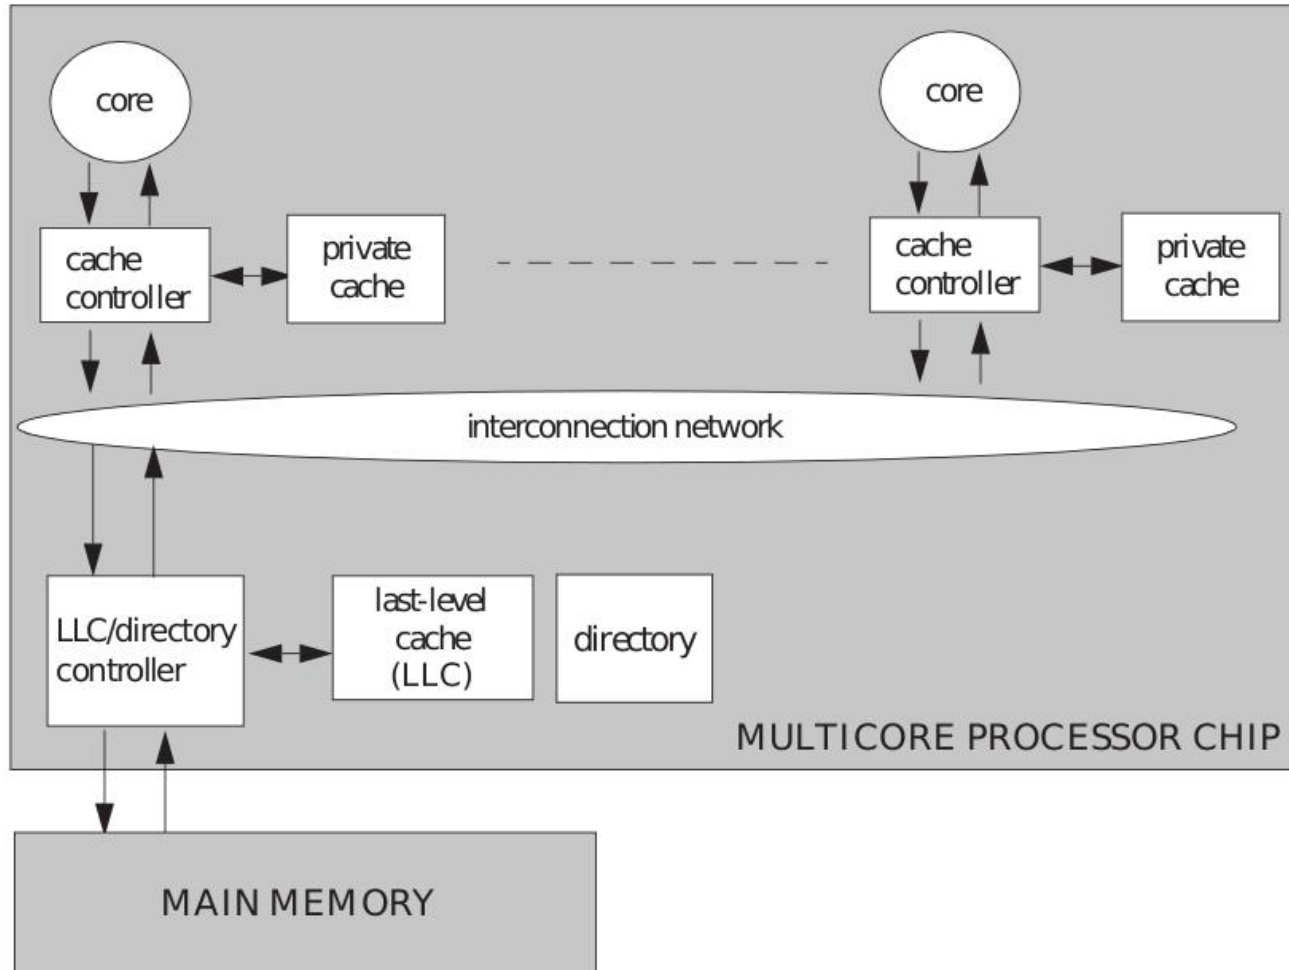 core
core
cache
controller
private
cache
cache
controller
private
cache
interconnection network
LLC/directory
controller
last-level
cache
(LLC)
directory
MULTICORE PROCESSOR CHIP
MAIN MEMORY